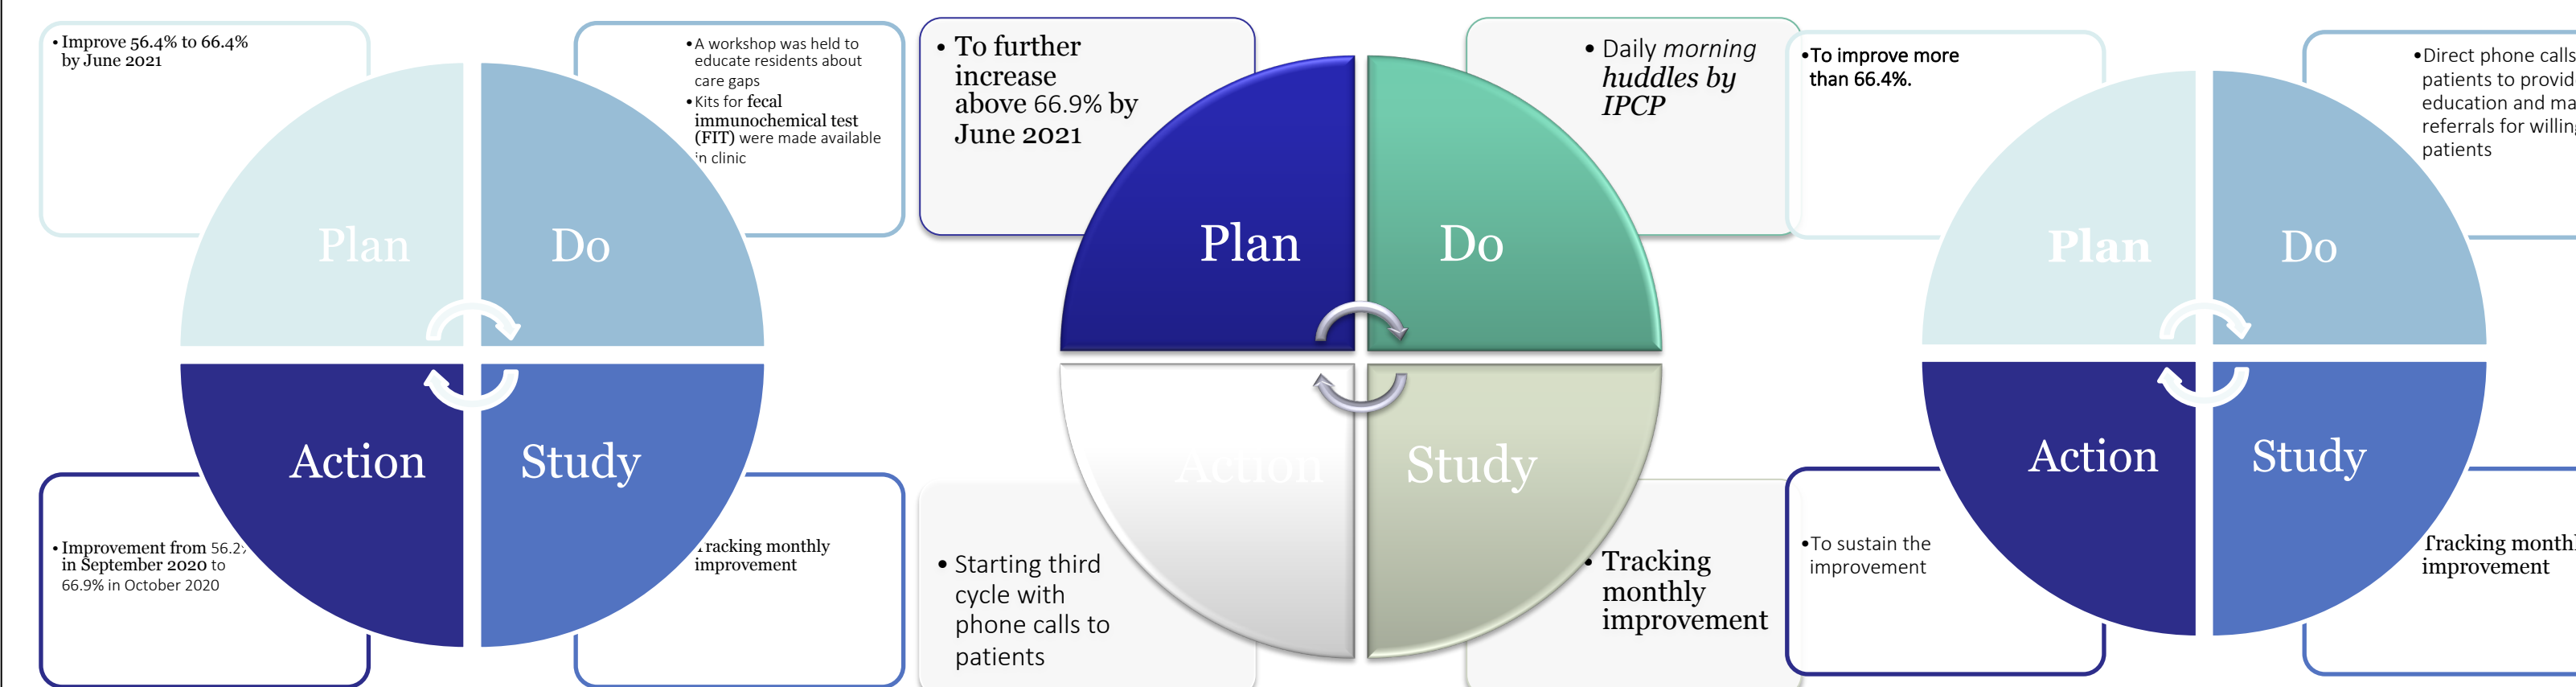 • Improve 56.4% to 66.4%
by June 2021
• A workshop was held to
educate residents about
care gaps
• Kits for fecal
immunochemical test
(FIT) were made available
in clinic
Plan
Do
Action
Study
• Improvement from 56.2
in September 2020 to
66.9% in October 2020
Tracking monthly
improvement
• To further
increase
above 66.9% by
June 2021
• Daily morning
huddles by
IPCP
Plan
Do
Action
Study
• Starting third
cycle with
phone calls to
patients
• Tracking
monthly
improvement
• To improve more
than 66.4%.
• Direct phone calls
patients to provid
education and ma
referrals for willin
patients
Plan
Do
Action
Study
• To sustain the
improvement
Tracking monthl
improvement